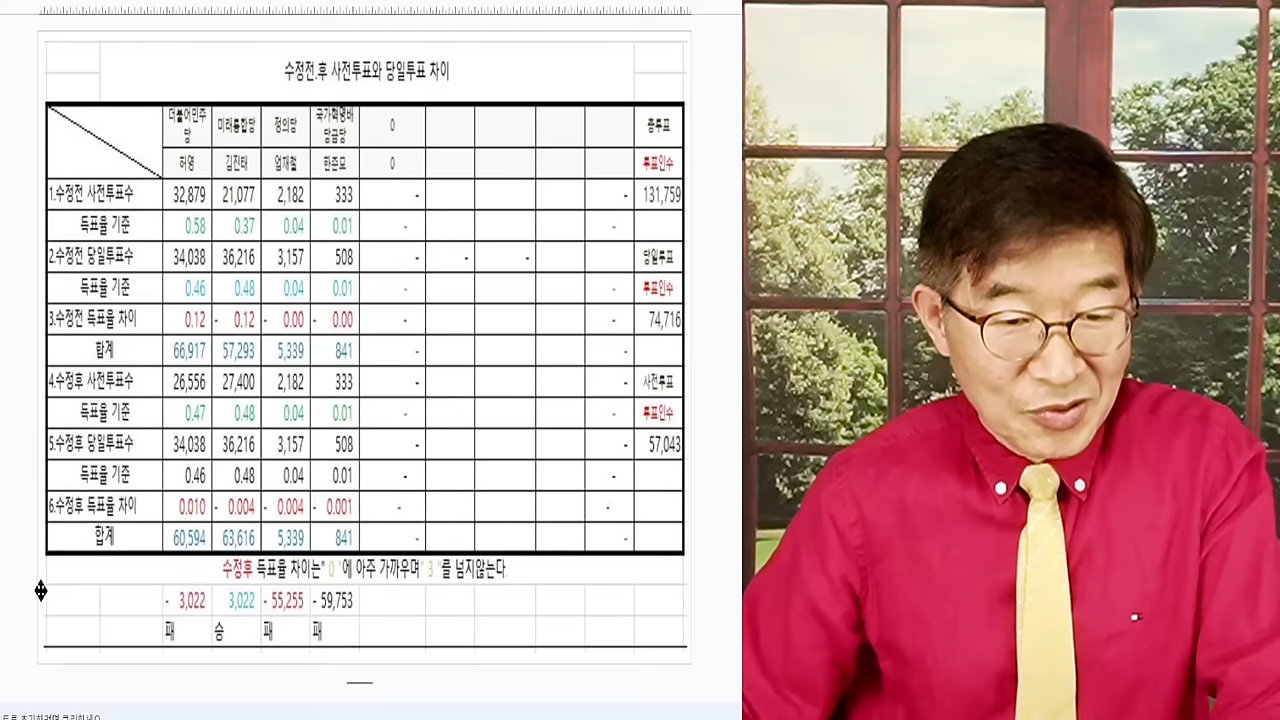 수정전.후 사전투표와 당일투표 차이
더불어민주당 미래통합당 정의당 국가혁명배당금당 0 총투표
허영 김진태 엄재철 한준모 0 투표인수
1.수정전 사전투표수 32,879 21,077 2,182 333 - - 131,759
득표율 기준 0.58 0.37 0.04 0.01 - -
2.수정전 당일투표수 34,038 36,216 3,157 508 - - - - 당일투표
득표율 기준 0.46 0.48 0.04 0.01 - - 투표인수
3.수정전 득표율 차이 0.12 - 0.12 - 0.00 - 0.00 - - 74,716
합계 66,917 57,293 5,339 841 - -
4.수정후 사전투표수 26,556 27,400 2,182 333 - - 사전투표
득표율 기준 0.47 0.48 0.04 0.01 - - 투표인수
5.수정후 당일투표수 34,038 36,216 3,157 508 - - 57,043
득표율 기준 0.46 0.48 0.04 0.01 - -
6.수정후 득표율 차이 0.010 - 0.004 - 0.004 - 0.001 - -
합계 60,594 63,616 5,339 841 - -
수정후 득표율 차이는" 0 "에 아주 가까우며" 3 "를 넘지않는다
- 3,022 3,022 - 55,255 - 59,753
패 승 패 패